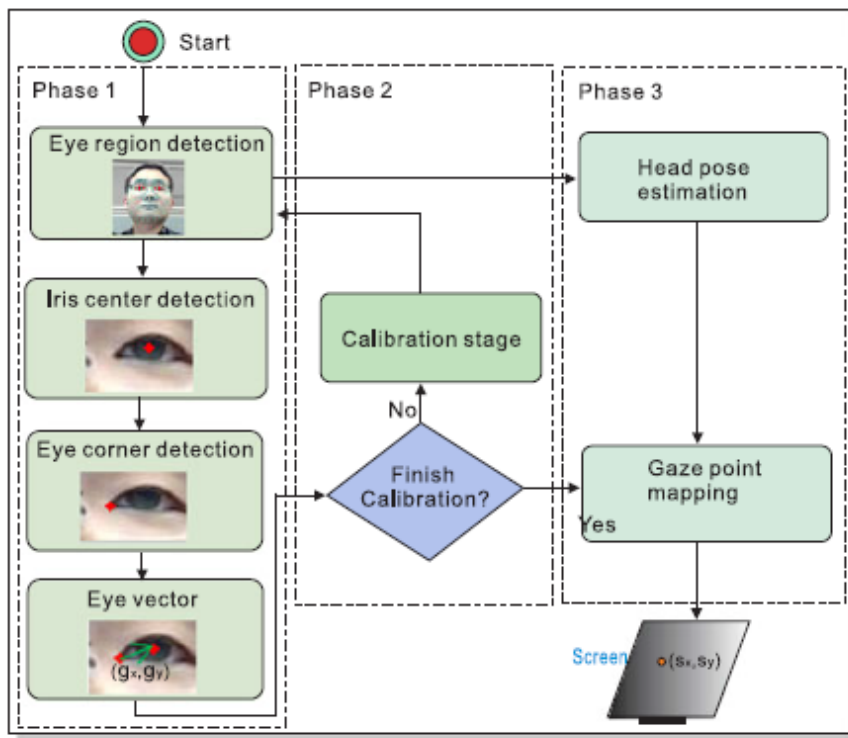 Start
Phase 1
Eye region detection
Iris center detection
Eye corner detection
Eye vector
(gx,gy)
Phase 2
Calibration stage
No
Finish
Calibration?
Phase 3
Head pose
estimation
Gaze point
mapping
Yes
Screen
(sx,sy)